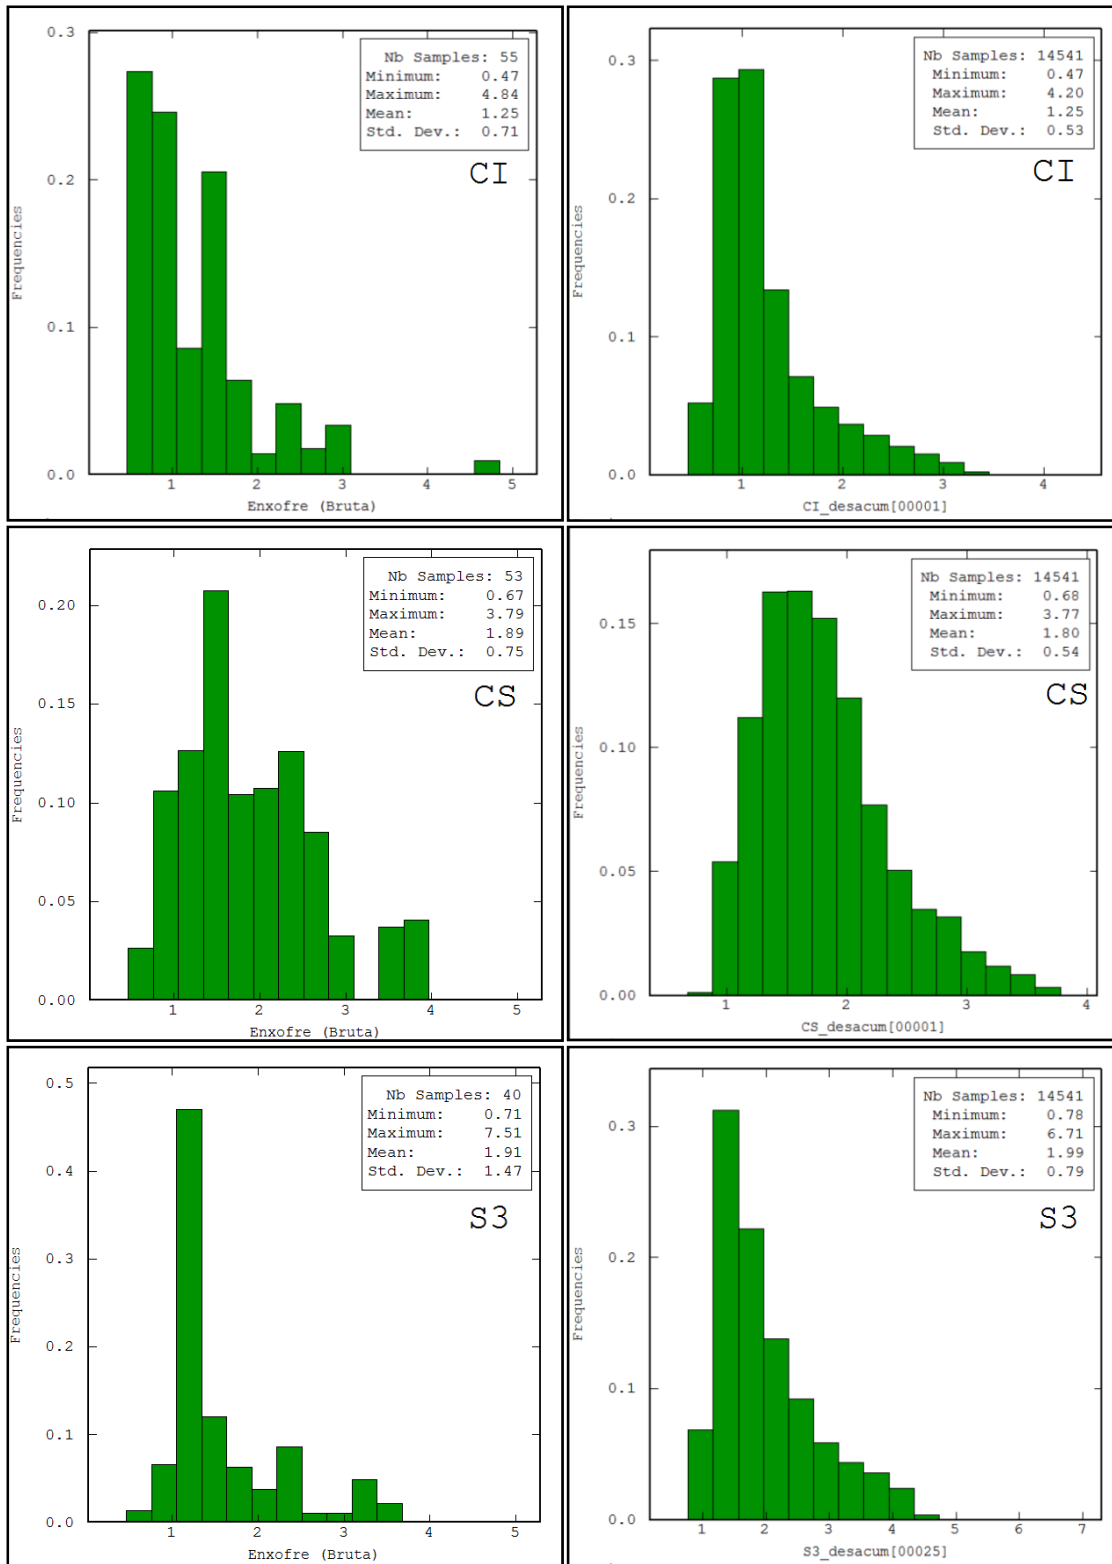 Nb Samples: 55
Minimum: 0.47
Maximum: 4.84
Mean: 1.25
Std. Dev.: 0.71
CI
0.3
0.2
0.1
0.0
Frequencies
1 2 3 4 5
Enxofre (Bruta)
Nb Samples: 14541
Minimum: 0.47
Maximum: 4.20
Mean: 1.25
Std. Dev.: 0.53
CI
0.3
0.2
0.1
0.0
Frequencies
1 2 3 4
CI_desacum[00001]
Nb Samples: 53
Minimum: 0.67
Maximum: 3.79
Mean: 1.89
Std. Dev.: 0.75
CS
0.20
0.15
0.10
0.05
0.00
Frequencies
1 2 3 4 5
Enxofre (Bruta)
Nb Samples: 14541
Minimum: 0.68
Maximum: 3.77
Mean: 1.80
Std. Dev.: 0.54
CS
0.15
0.10
0.05
0.00
Frequencies
1 2 3 4
CS_desacum[00001]
Nb Samples: 40
Minimum: 0.71
Maximum: 7.51
Mean: 1.91
Std. Dev.: 1.47
S3
0.5
0.4
0.3
0.2
0.1
0.0
Frequencies
1 2 3 4 5
Enxofre (Bruta)
Nb Samples: 14541
Minimum: 0.78
Maximum: 6.71
Mean: 1.99
Std. Dev.: 0.79
S3
0.3
0.2
0.1
0.0
Frequencies
1 2 3 4 5 6 7
S3_desacum[00025]